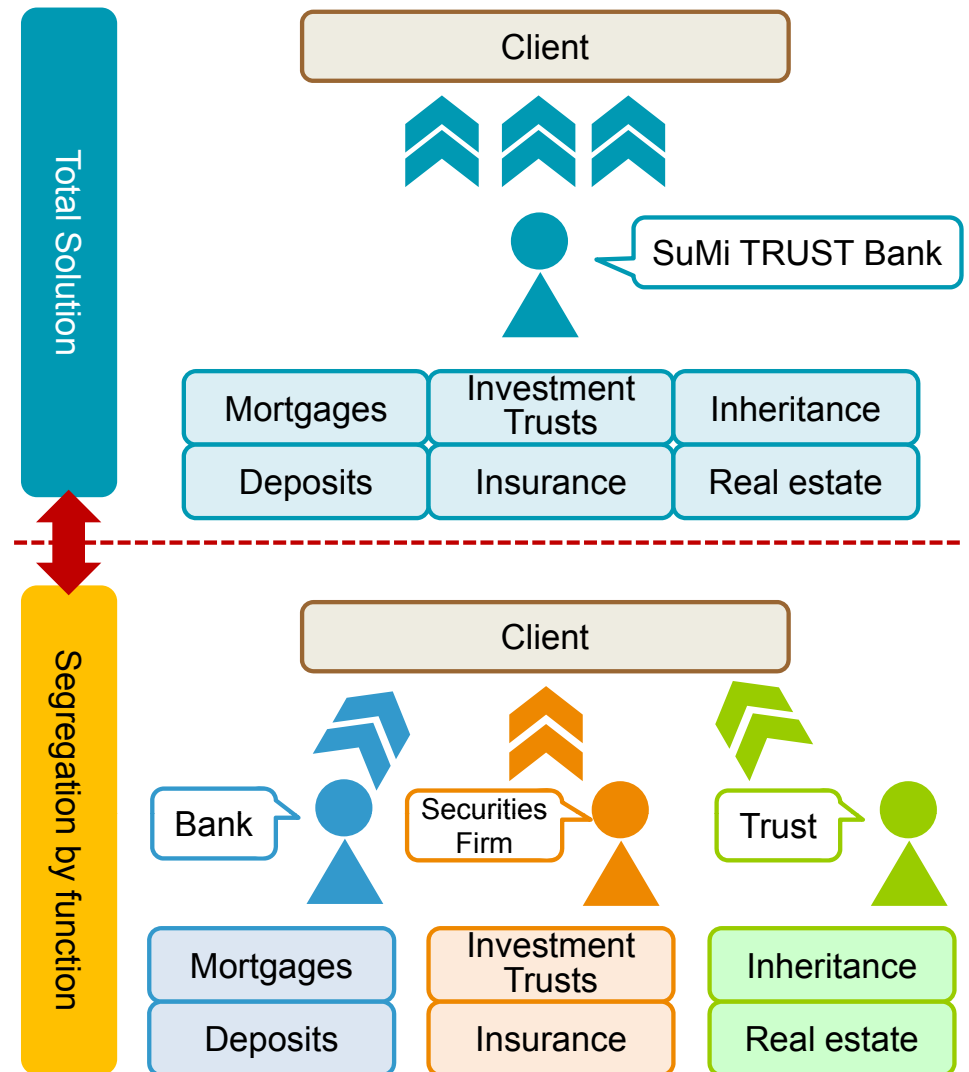 Total Solution
Client
SuMi TRUST Bank
Mortgages
Investment
Trusts
Inheritance
Deposits
Insurance
Real estate
Segregation by function
Client
Bank
Securities
Firm
Trust
Mortgages
Investment
Trusts
Inheritance
Deposits
Insurance
Real estate